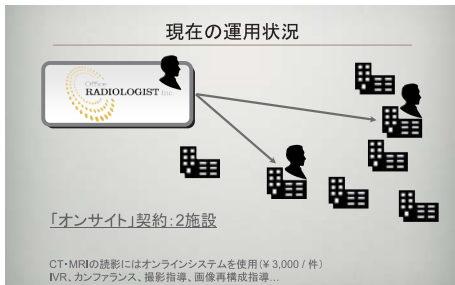 現在の運用状況
Office
RADIOLOGIST Inc.
「オンサイト」契約:2施設
CT・MRIの読影にはオンラインシステムを使用(¥ 3,000 / 件)
IVR、カンファランス、撮影指導、画像再構成指導…